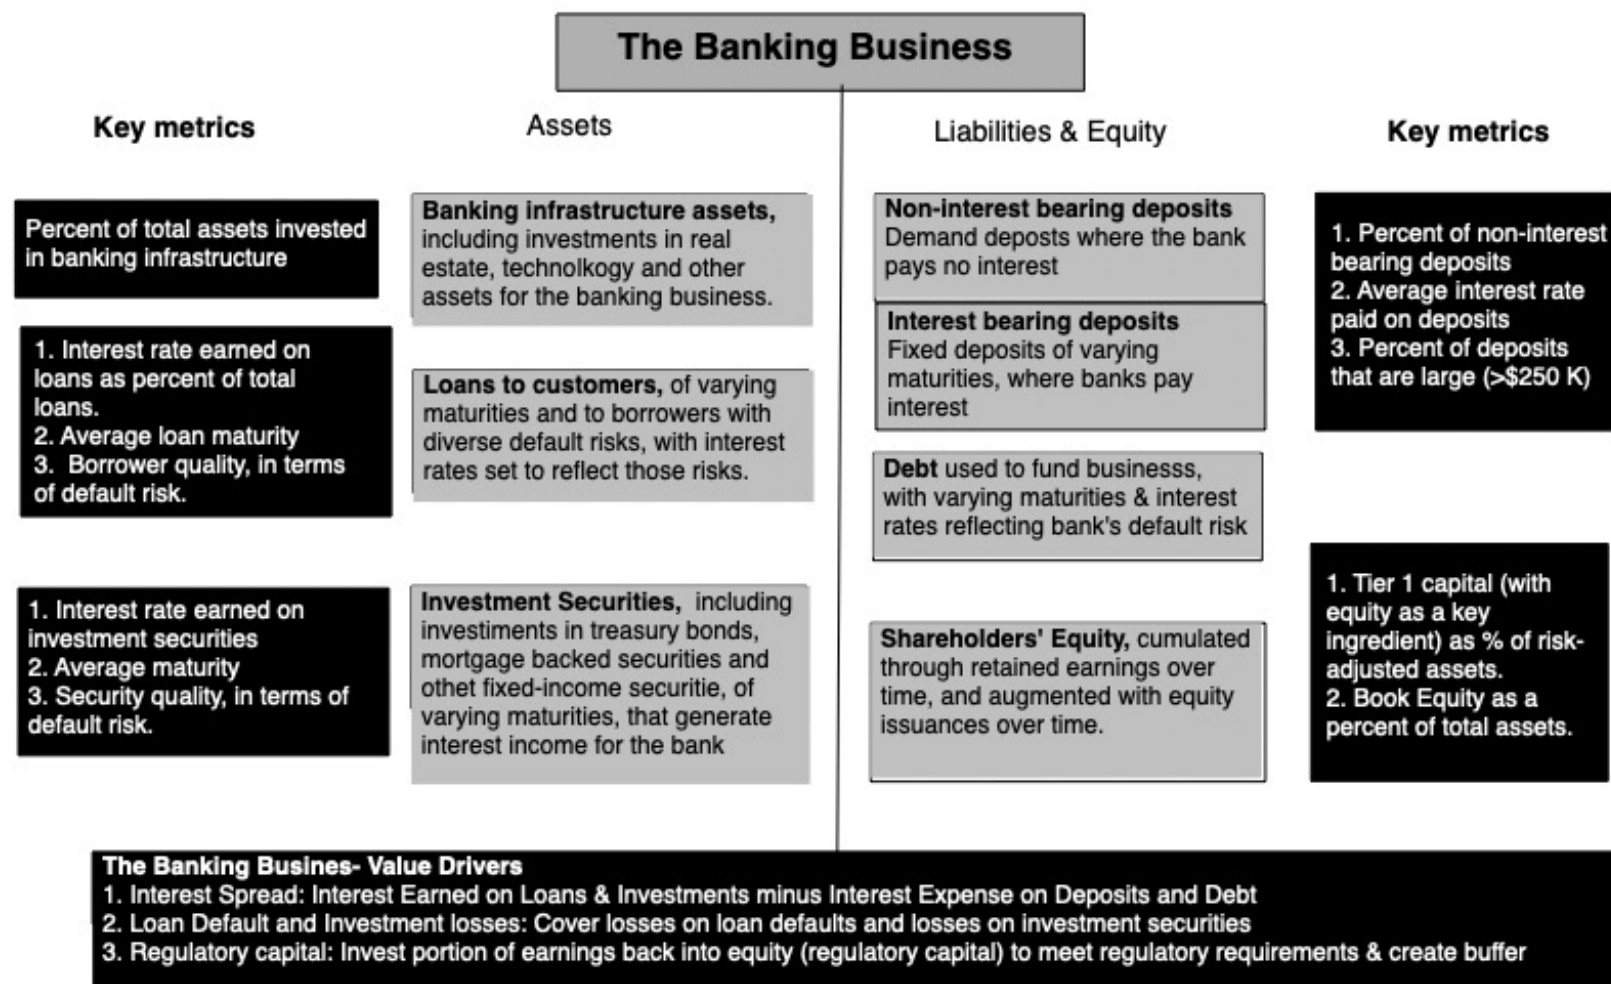 The Banking Business
Key metrics
Assets
Liabilities & Equity
Key metrics
Percent of total assets invested
in banking infrastructure
Banking infrastructure assets,
including investments in real
estate, technolkogy and other
assets for the banking business.
Non-interest bearing deposits
Demand deposts where the bank
pays no interest
1. Percent of non-interest
bearing deposits
2. Average interest rate
paid on deposits
3. Percent of deposits
that are large (>$250 K)
1. Interest rate earned on
loans as percent of total
loans.
2. Average loan maturity
3. Borrower quality, in terms
of default risk.
Loans to customers, of varying
maturities and to borrowers with
diverse default risks, with interest
rates set to reflect those risks.
Interest bearing deposits
Fixed deposits of varying
maturities, where banks pay
interest
Debt used to fund businesss,
with varying maturities & interest
rates reflecting bank's default risk
1. Interest rate earned on
investment securities
2. Average maturity
3. Security quality, in terms of
default risk.
Investment Securities, including
investiments in treasury bonds,
mortgage backed securities and
othet fixed-income securitie, of
varying maturities, that generate
interest income for the bank
Shareholders' Equity, cumulated
through retained earnings over
time, and augmented with equity
issuances over time.
1. Tier 1 capital (with
equity as a key
ingredient) as % of risk-
adjusted assets.
2. Book Equity as a
percent of total assets.
The Banking Busines- Value Drivers
1. Interest Spread: Interest Earned on Loans & Investments minus Interest Expense on Deposits and Debt
2. Loan Default and Investment losses: Cover losses on loan defaults and losses on investment securities
3. Regulatory capital: Invest portion of earnings back into equity (regulatory capital) to meet regulatory requirements & create buffer